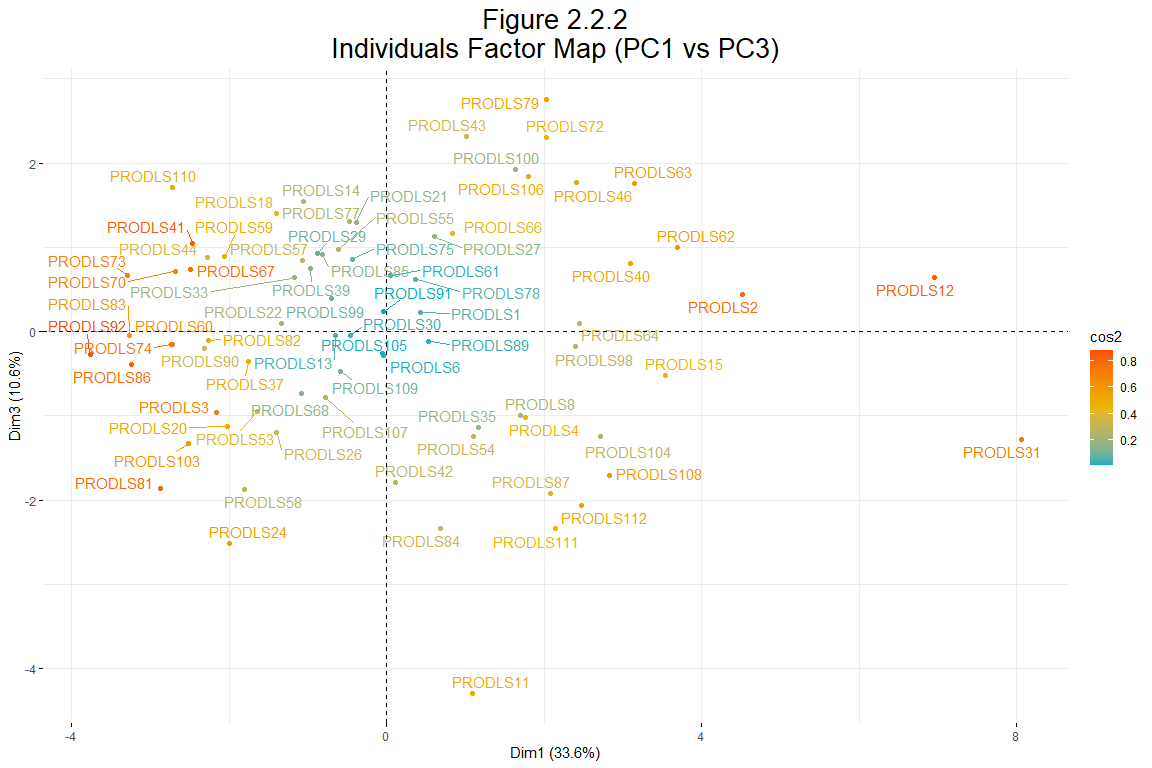 Figure 2.2.2
Individuals Factor Map (PC1 vs PC3)
PRODLS79
PRODLS43
PRODLS72
PRODLS100
PRODLS110
PRODLS106
PRODLS63
PRODLS46
PRODLS14
PRODLS21
PRODLS18
PRODLS77
PRODLS55
PRODLS41
PRODLS59
PRODLS29
PRODLS66
PRODLS62
PRODLS44
PRODLS57
PRODLS75
PRODLS27
PRODLS73
PRODLS67
PRODLS85
PRODLS61
PRODLS40
PRODLS70
PRODLS33
PRODLS39
PRODLS91
PRODLS78
PRODLS12
PRODLS83
PRODLS22
PRODLS99
PRODLS1
PRODLS2
PRODLS92
PRODLS60
PRODLS30
PRODLS64
PRODLS74
PRODLS82
PRODLS105
PRODLS89
PRODLS90
PRODLS13
PRODLS6
PRODLS98
PRODLS15
PRODLS86
PRODLS37
PRODLS109
PRODLS3
PRODLS68
PRODLS8
PRODLS35
PRODLS20
PRODLS53
PRODLS107
PRODLS4
PRODLS103
PRODLS26
PRODLS54
PRODLS104
PRODLS31
PRODLS81
PRODLS42
PRODLS87
PRODLS108
PRODLS58
PRODLS112
PRODLS24
PRODLS84
PRODLS111
PRODLS11
2
0
-2
-4
Dim3 (10.6%)
-4
0
4
8
Dim1 (33.6%)
cos2
0.8
0.6
0.4
0.2